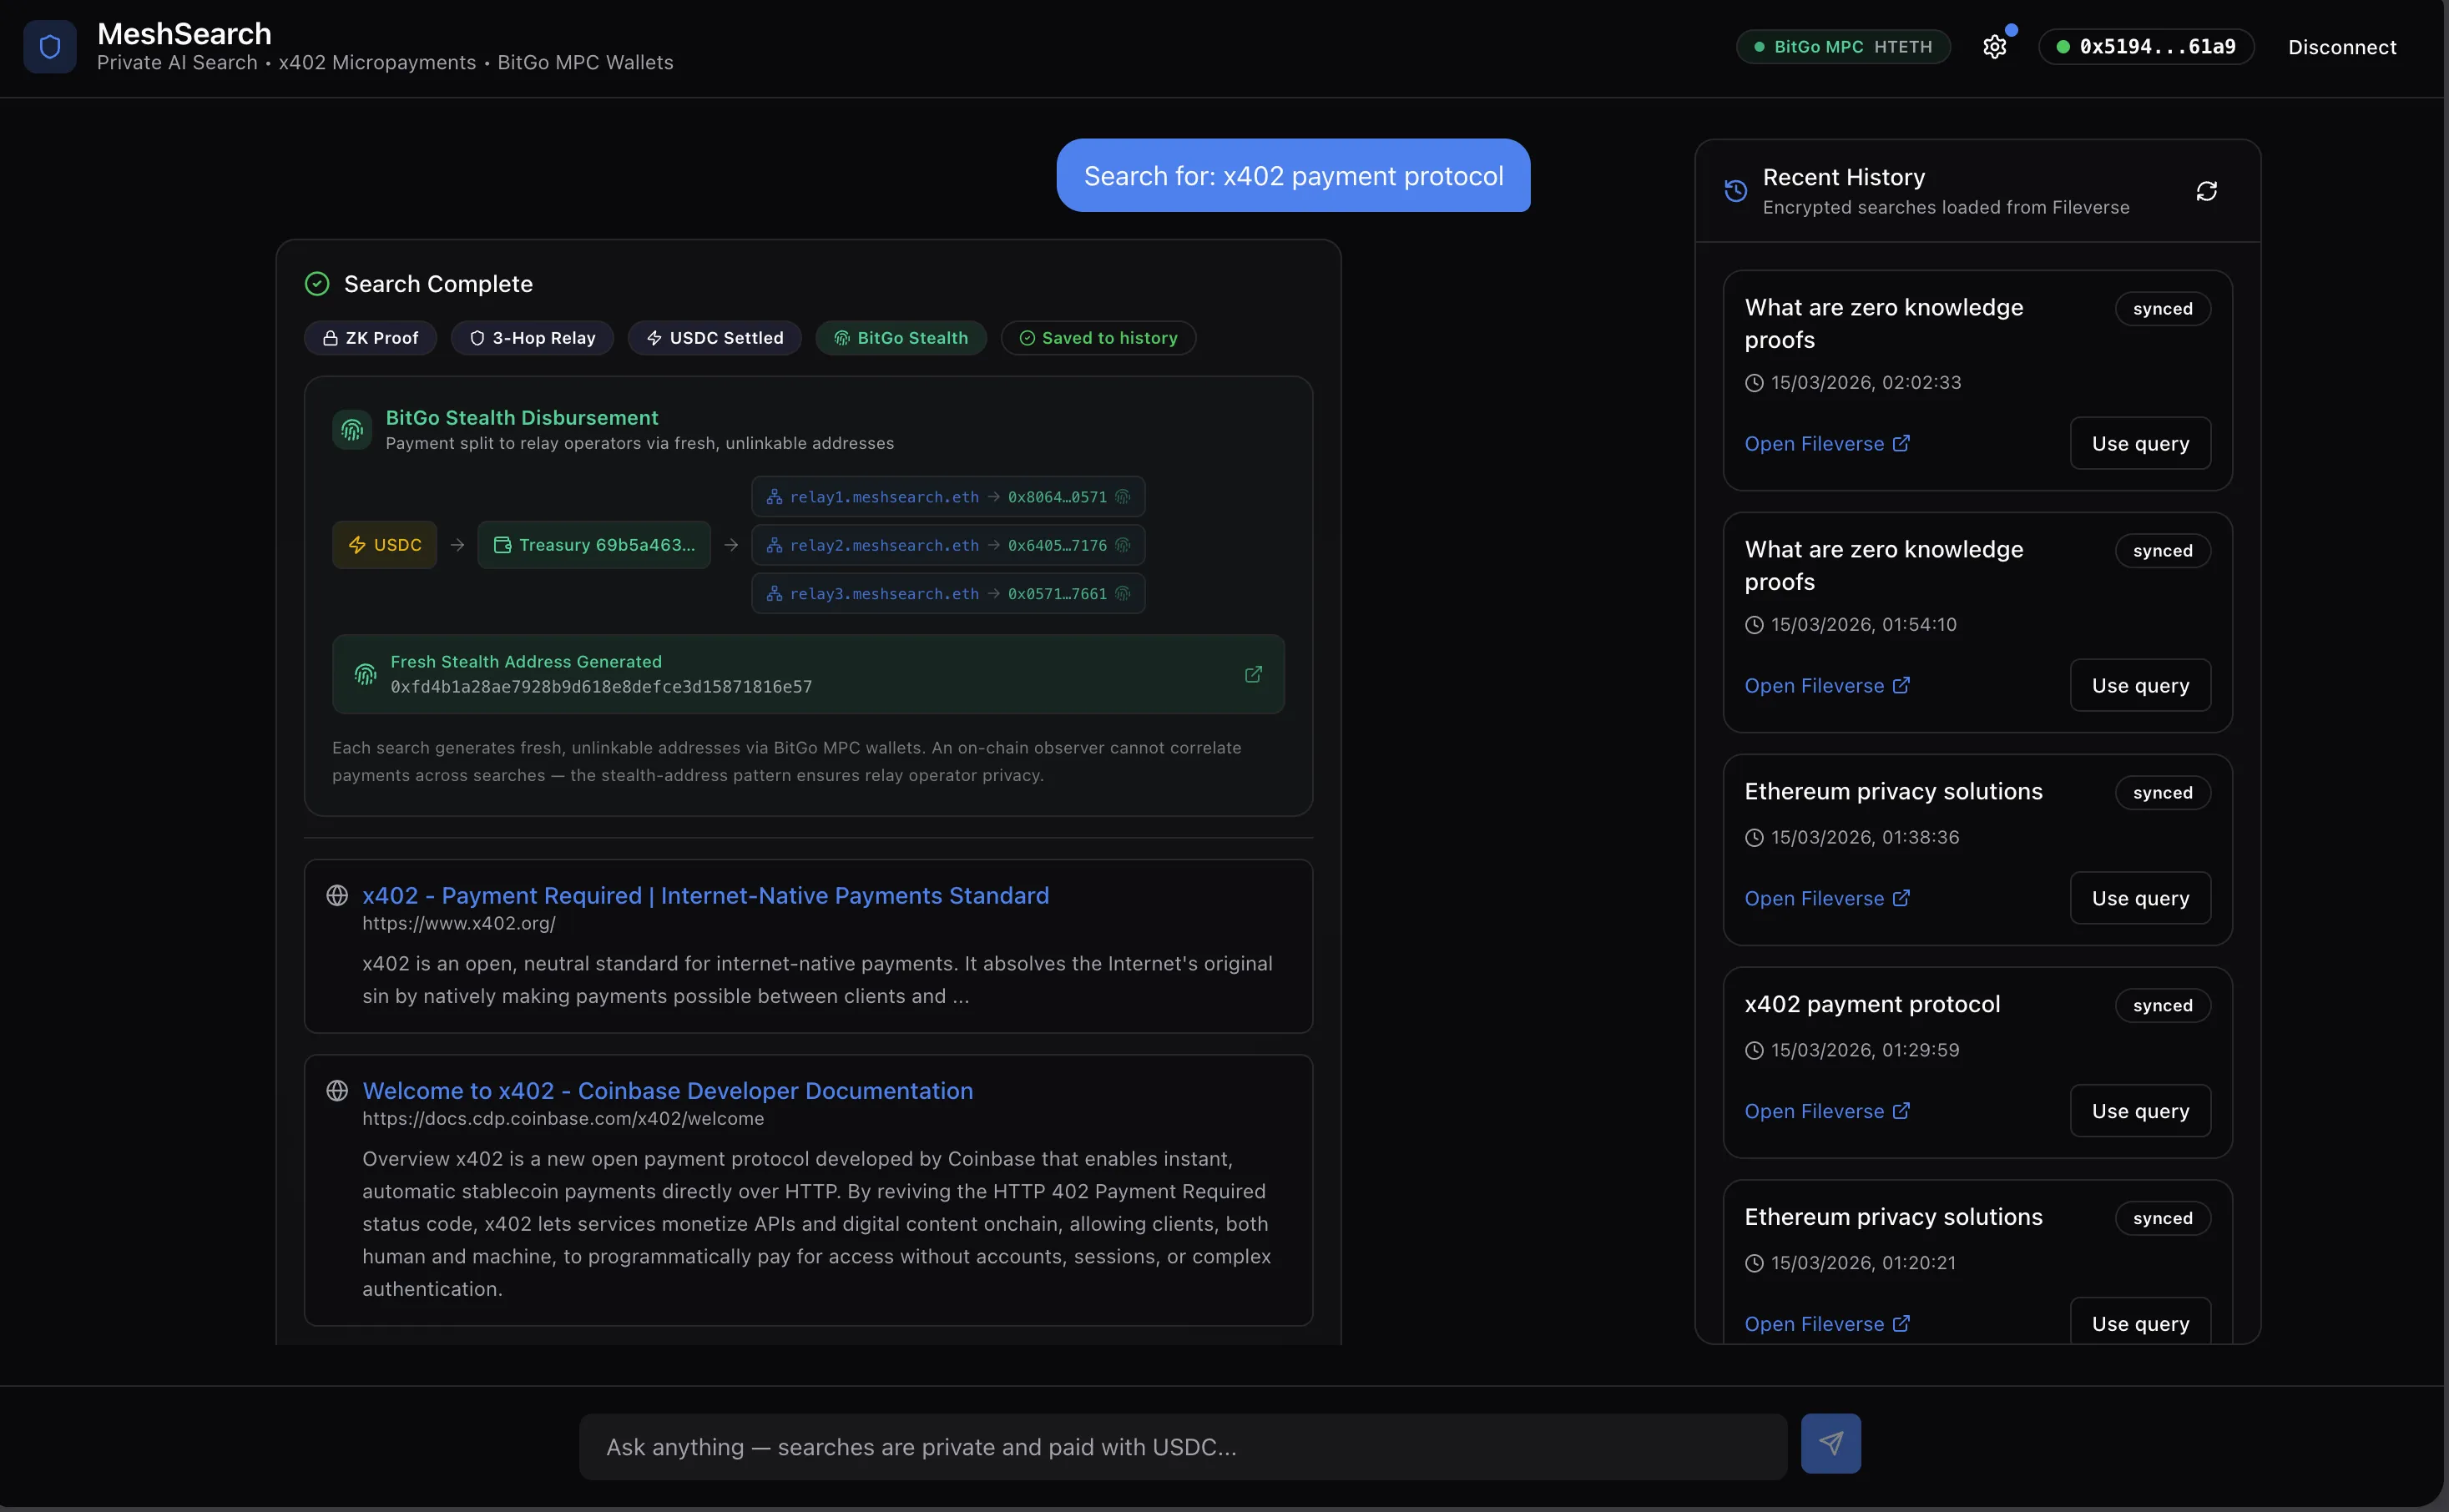 MeshSearch
Private AI Search • x402 Micropayments • BitGo MPC Wallets
BitGo MPC HTETH
0x5194...61a9
Disconnect
Search for: x402 payment protocol
Search Complete
ZK Proof
3-Hop Relay
USDC Settled
BitGo Stealth
Saved to history
BitGo Stealth Disbursement
Payment split to relay operators via fresh, unlinkable addresses
USDC → Treasury 69b5a463... →
relay1.meshsearch.eth → 0x8064…0571
relay2.meshsearch.eth → 0x6405…7176
relay3.meshsearch.eth → 0x0571…7661
Fresh Stealth Address Generated
0xfd4b1a28ae7928b9d618e8defce3d15871816e57
Each search generates fresh, unlinkable addresses via BitGo MPC wallets. An on-chain observer cannot correlate
payments across searches — the stealth-address pattern ensures relay operator privacy.
x402 - Payment Required | Internet-Native Payments Standard
https://www.x402.org/
x402 is an open, neutral standard for internet-native payments. It absolves the Internet's original
sin by natively making payments possible between clients and ...
Welcome to x402 - Coinbase Developer Documentation
https://docs.cdp.coinbase.com/x402/welcome
Overview x402 is a new open payment protocol developed by Coinbase that enables instant,
automatic stablecoin payments directly over HTTP. By reviving the HTTP 402 Payment Required
status code, x402 lets services monetize APIs and digital content onchain, allowing clients, both
human and machine, to programmatically pay for access without accounts, sessions, or complex
authentication.
Recent History
Encrypted searches loaded from Fileverse
What are zero knowledge
proofs
synced
15/03/2026, 02:02:33
Open Fileverse
Use query
What are zero knowledge
proofs
synced
15/03/2026, 01:54:10
Open Fileverse
Use query
Ethereum privacy solutions
synced
15/03/2026, 01:38:36
Open Fileverse
Use query
x402 payment protocol
synced
15/03/2026, 01:29:59
Open Fileverse
Use query
Ethereum privacy solutions
synced
15/03/2026, 01:20:21
Open Fileverse
Use query
Ask anything — searches are private and paid with USDC...